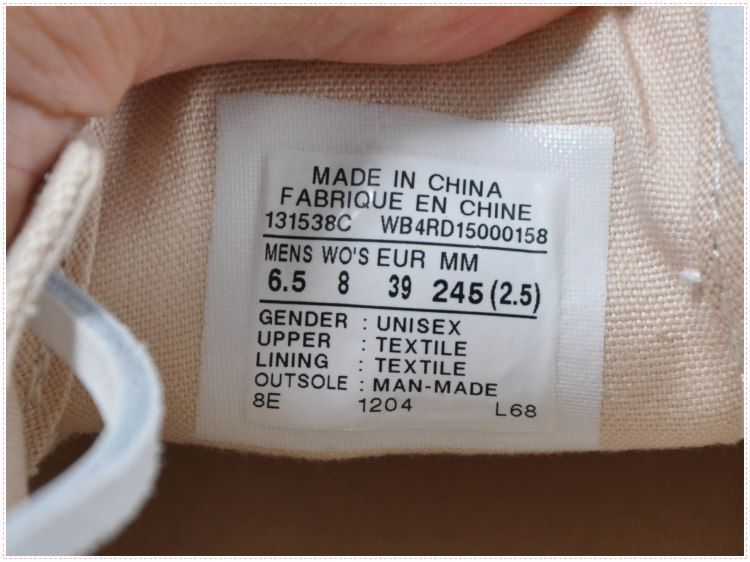 MADE IN CHINA
FABRIQUE EN CHINE
131538C WB4RD15000158
MENS WO'S EUR MM
6.5 8 39 245 (2.5)
GENDER : UNISEX
UPPER : TEXTILE
LINING : TEXTILE
OUTSOLE : MAN-MADE
8E 1204 L68